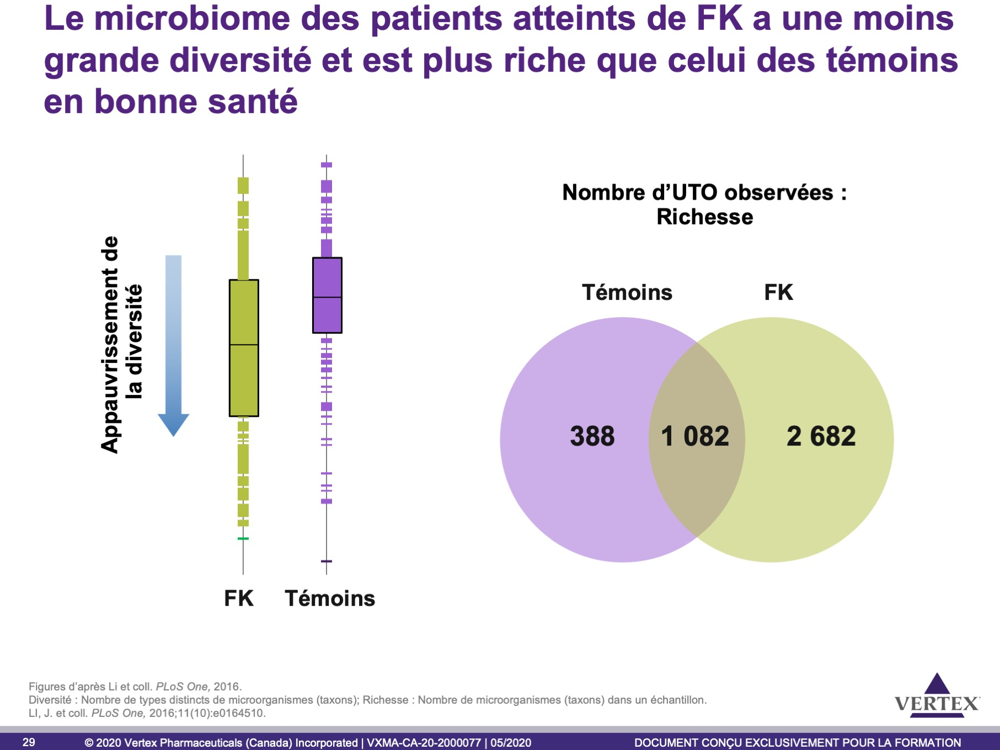 Le microbiome des patients atteints de FK a une moins
grande diversité et est plus riche que celui des témoins
en bonne santé
Appauvrissement de
la diversité
FK
Témoins
Nombre d’UTO observées :
Richesse
Témoins
FK
388
1 082
2 682
Figures d’après Li et coll. PLoS One, 2016.
Diversité : Nombre de types distincts de microorganismes (taxons); Richesse : Nombre de microorganismes (taxons) dans un échantillon.
LI, J. et coll. PLoS One, 2016;11(10):e0164510.
VERTEX
29
© 2020 Vertex Pharmaceuticals (Canada) Incorporated | VXMA-CA-20-2000077 | 05/2020
DOCUMENT CONÇU EXCLUSIVEMENT POUR LA FORMATION